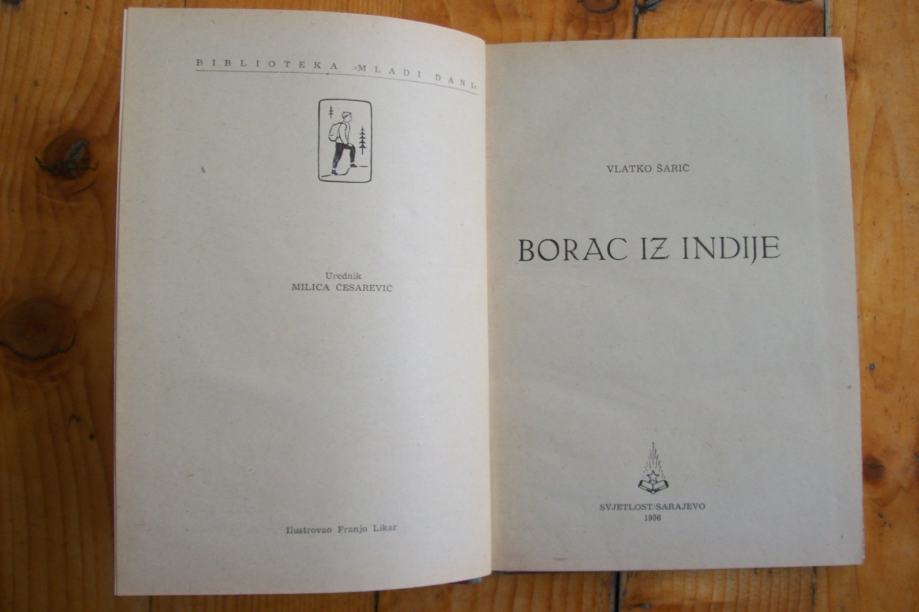 BIBLIOTEKA »MLADI DANI«
Urednik
MILICA ČESAREVIĆ
Ilustrovao Franjo Likar
VLATKO ŠARIĆ
BORAC IZ INDIJE
SVJETLOST/SARAJEVO
1956